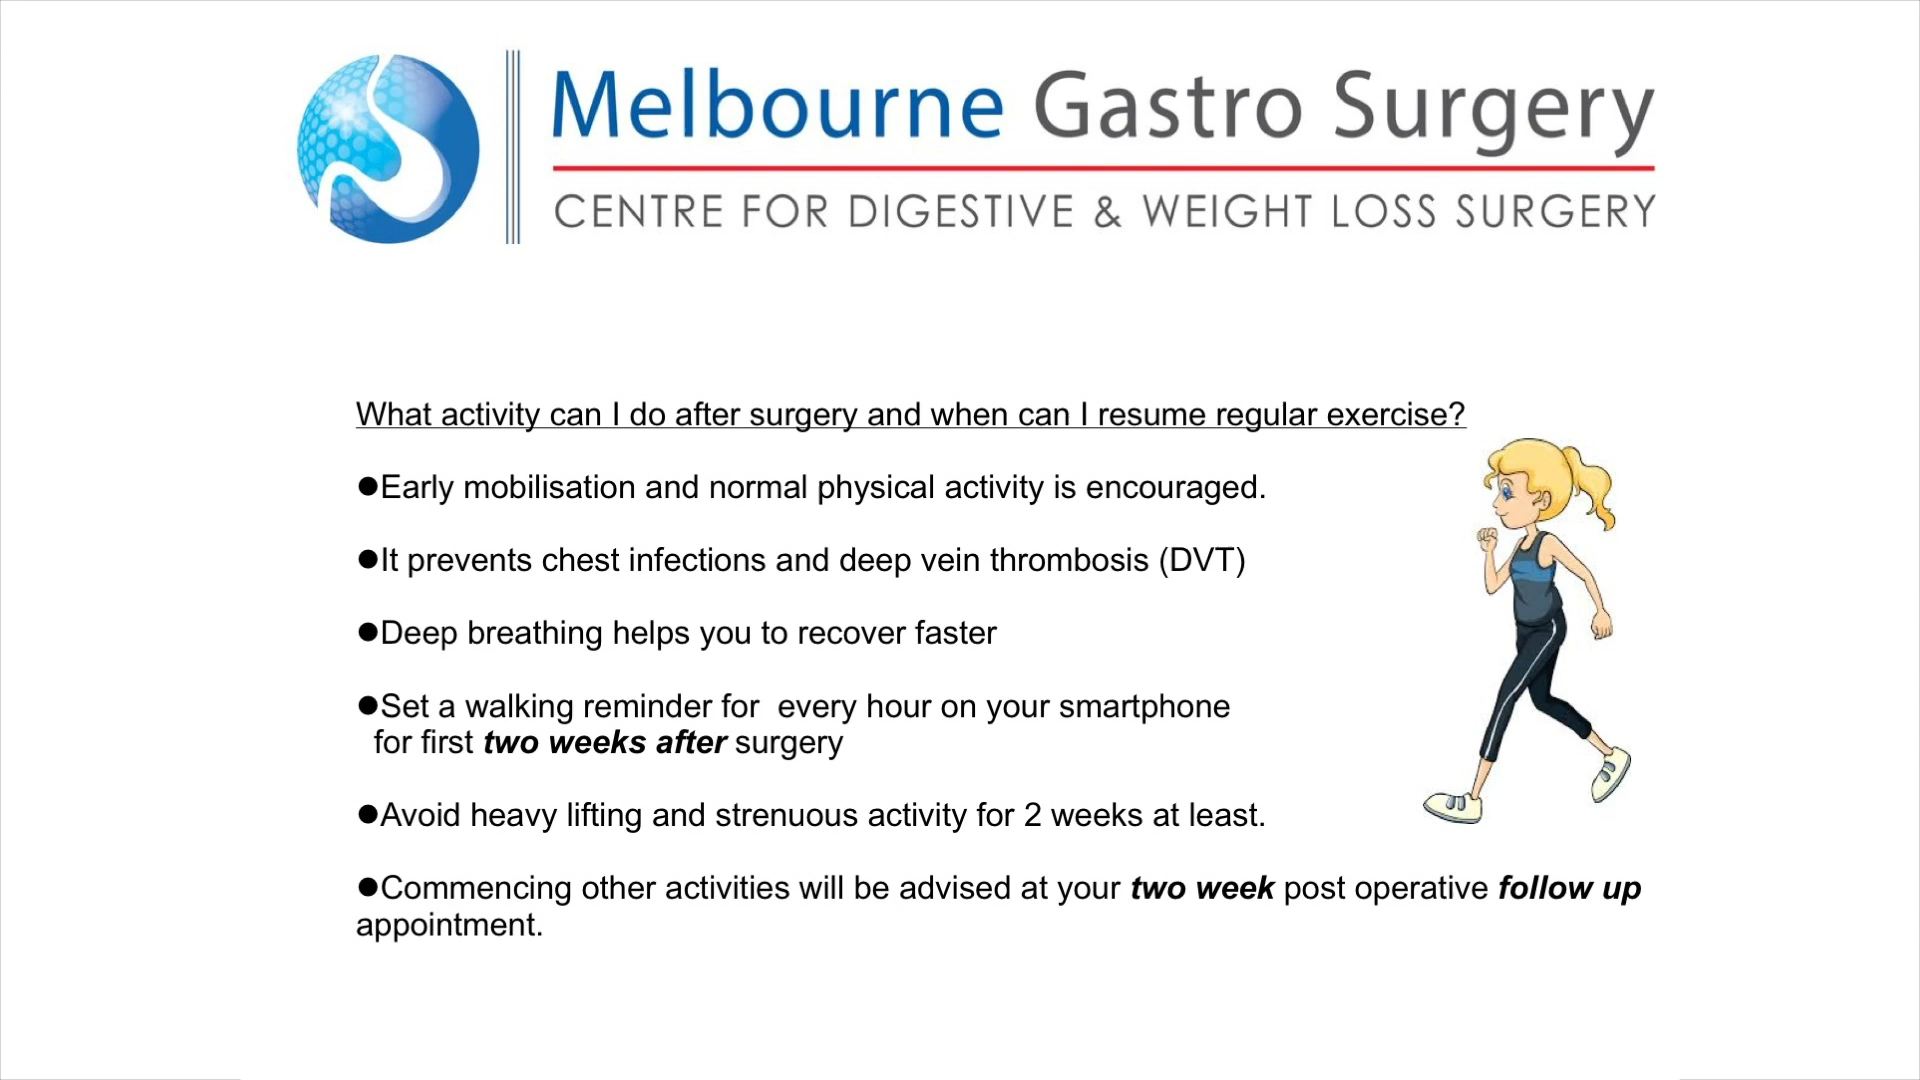 Melbourne Gastro Surgery
CENTRE FOR DIGESTIVE & WEIGHT LOSS SURGERY
What activity can I do after surgery and when can I resume regular exercise?
●Early mobilisation and normal physical activity is encouraged.
●It prevents chest infections and deep vein thrombosis (DVT)
●Deep breathing helps you to recover faster
●Set a walking reminder for  every hour on your smartphone
for first two weeks after surgery
●Avoid heavy lifting and strenuous activity for 2 weeks at least.
●Commencing other activities will be advised at your two week post operative follow up
appointment.